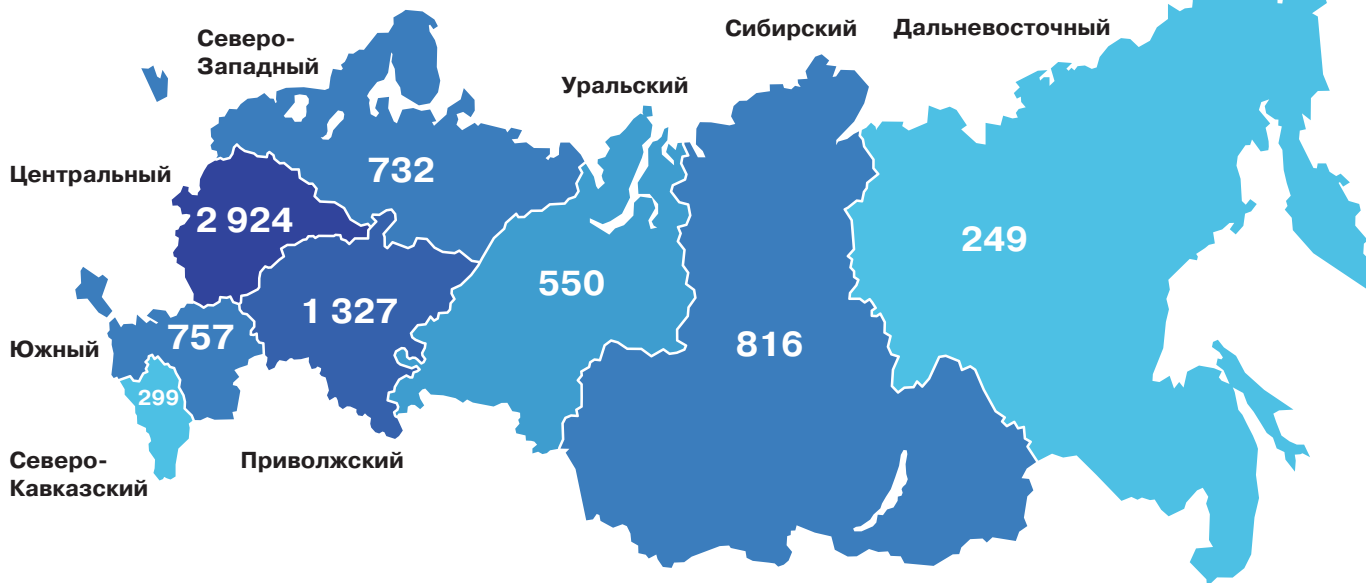 Северо-
Западный
Сибирский
Дальневосточный
Уральский
Центральный
732
2 924
249
550
1 327
757
816
Южный
299
Северо-
Кавказский
Приволжский